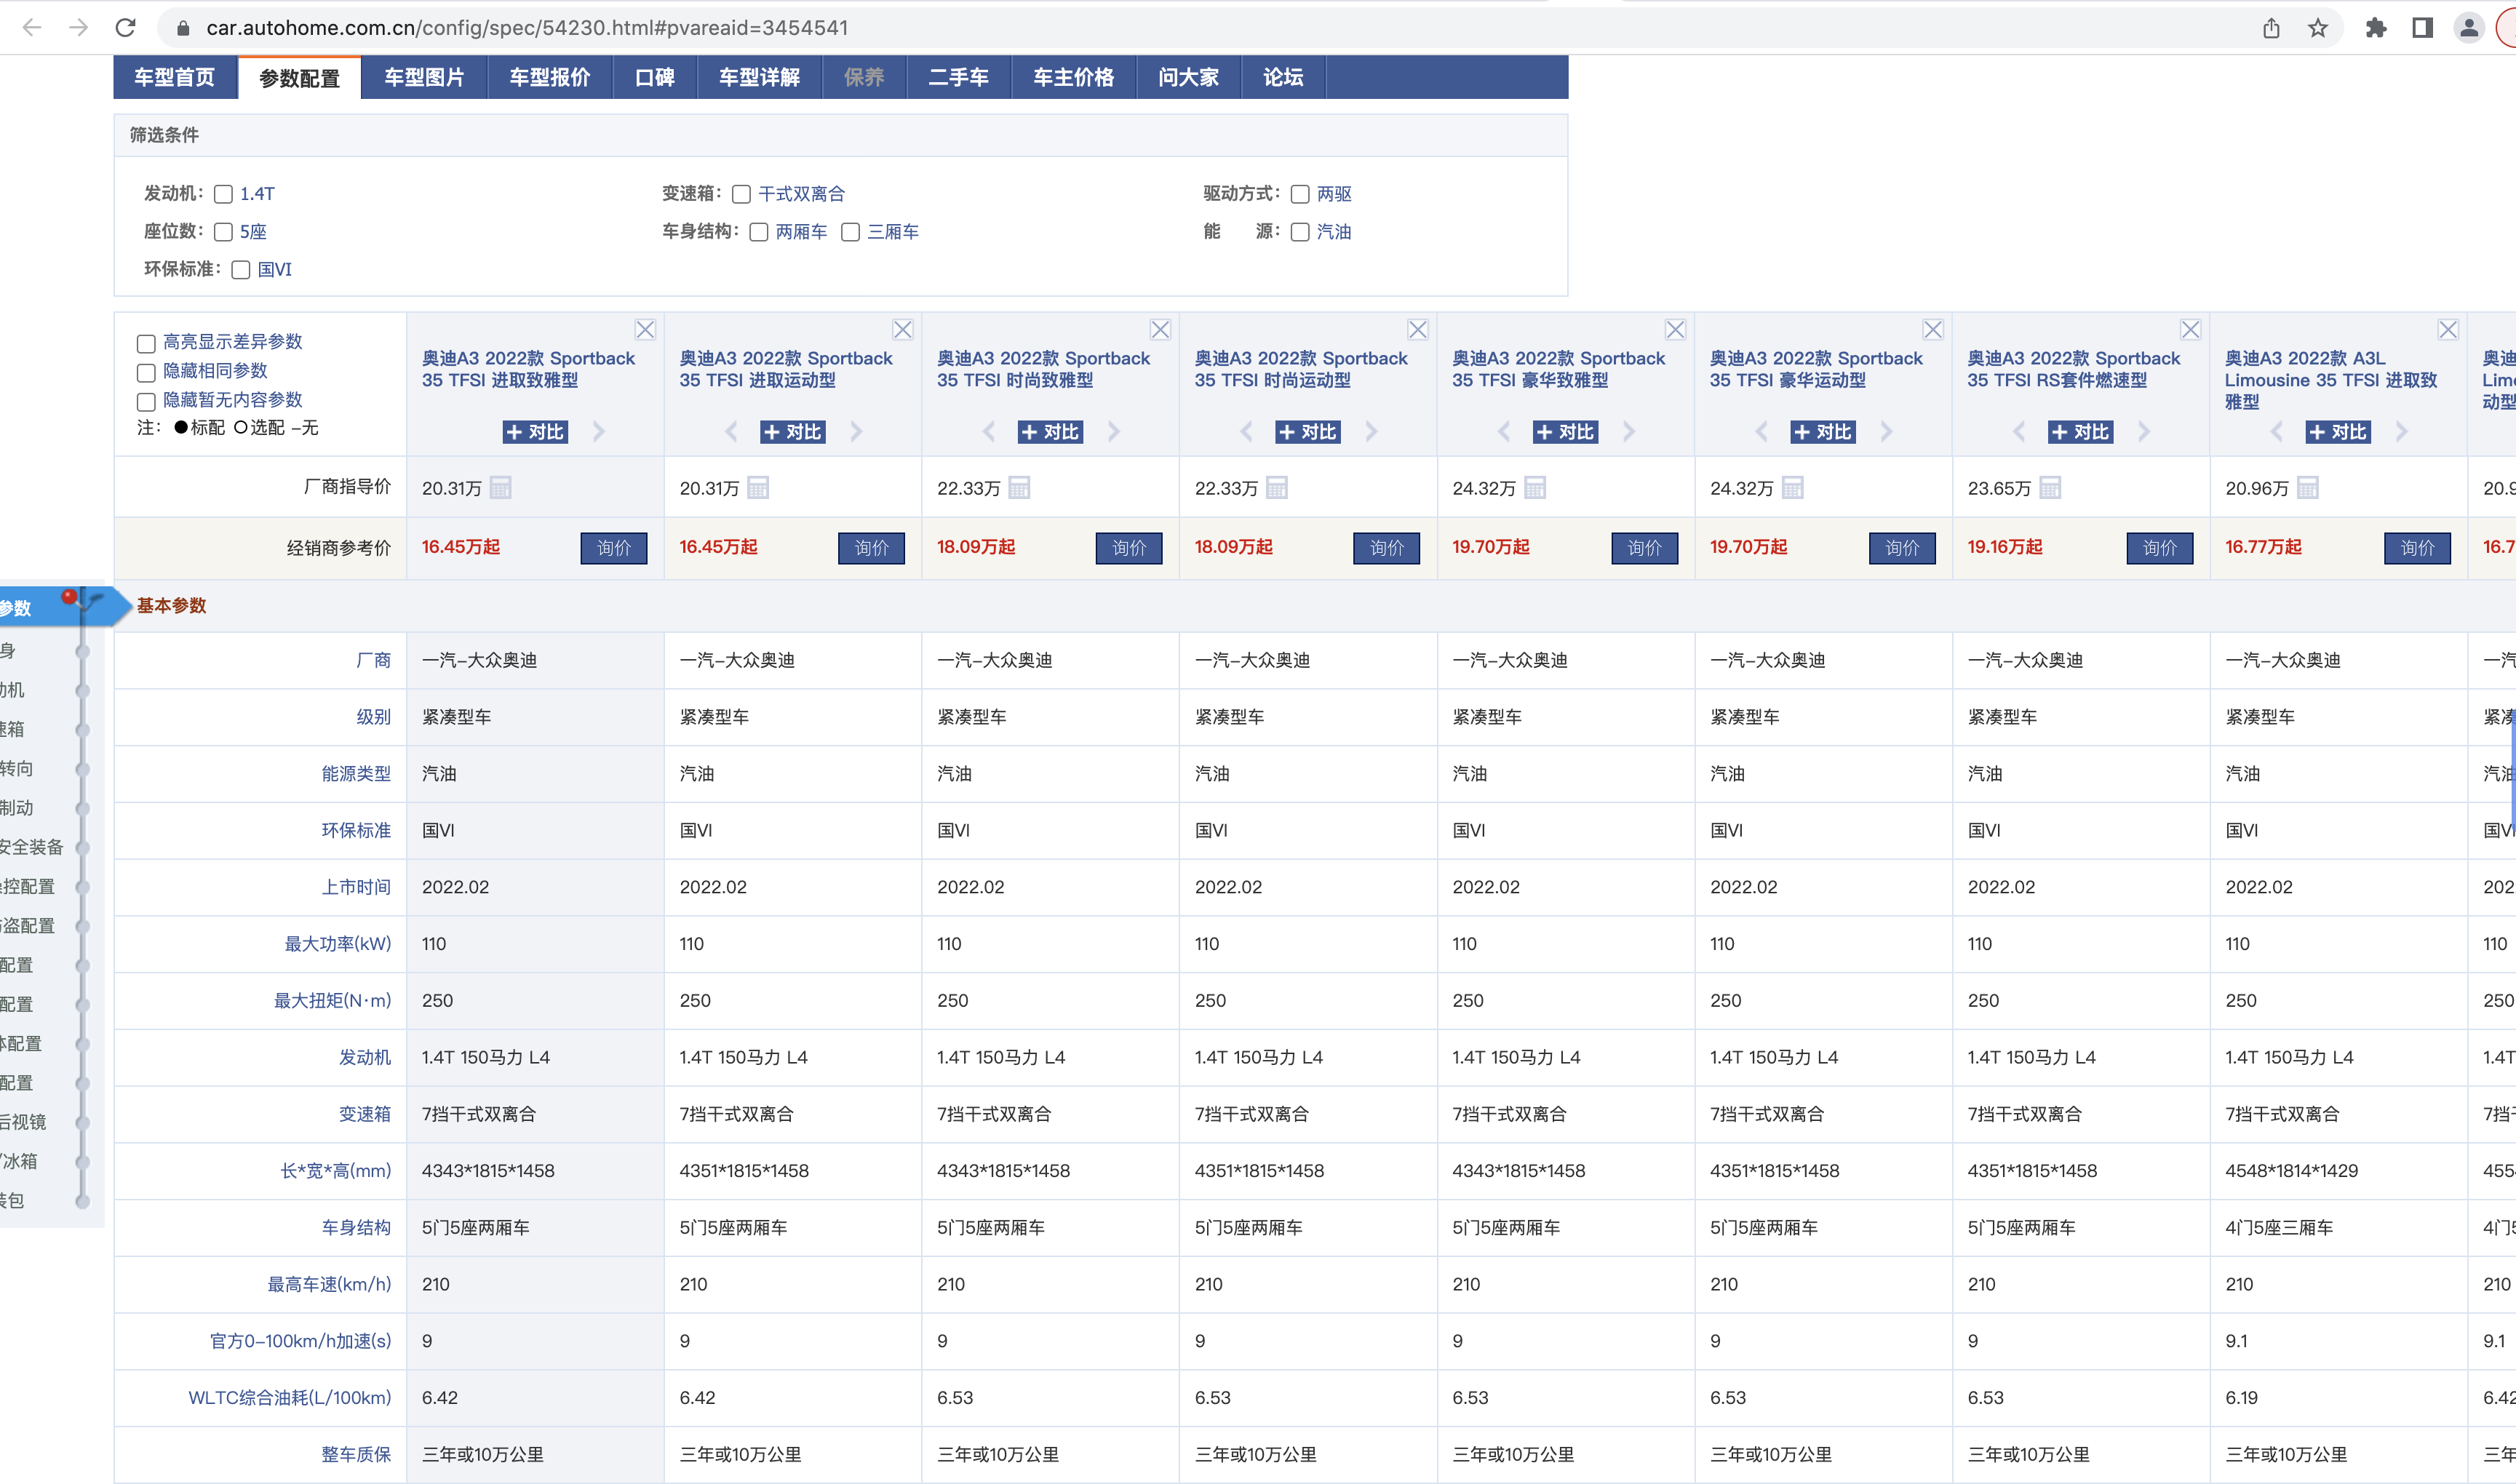 car.autohome.com.cn/config/spec/54230.html#pvareaid=3454541
车型首页 参数配置 车型图片 车型报价 口碑 车型详解 保养 二手车 车主价格 问大家 论坛
筛选条件
发动机: 1.4T 变速箱: 干式双离合 驱动方式: 两驱
座位数: 5座 车身结构: 两厢车 三厢车 能 源: 汽油
环保标准: 国VI
高亮显示差异参数
隐藏相同参数
隐藏暂无内容参数
注: ●标配 ○选配 –无
奥迪A3 2022款 Sportback 35 TFSI 进取致雅型
奥迪A3 2022款 Sportback 35 TFSI 进取运动型
奥迪A3 2022款 Sportback 35 TFSI 时尚致雅型
奥迪A3 2022款 Sportback 35 TFSI 时尚运动型
奥迪A3 2022款 Sportback 35 TFSI 豪华致雅型
奥迪A3 2022款 Sportback 35 TFSI 豪华运动型
奥迪A3 2022款 Sportback 35 TFSI RS套件燃速型
奥迪A3 2022款 A3L Limousine 35 TFSI 进取致雅型
奥迪
动型
+ 对比 + 对比 + 对比 + 对比 + 对比 + 对比 + 对比 + 对比
厂商指导价 20.31万 20.31万 22.33万 22.33万 24.32万 24.32万 23.65万 20.96万 20.9
经销商参考价 16.45万起 询价 16.45万起 询价 18.09万起 询价 18.09万起 询价 19.70万起 询价 19.70万起 询价 19.16万起 询价 16.77万起 询价 16.7
参数 基本参数
厂商 一汽–大众奥迪 一汽–大众奥迪 一汽–大众奥迪 一汽–大众奥迪 一汽–大众奥迪 一汽–大众奥迪 一汽–大众奥迪 一汽–大众奥迪 一汽
级别 紧凑型车 紧凑型车 紧凑型车 紧凑型车 紧凑型车 紧凑型车 紧凑型车 紧凑型车 紧凑
能源类型 汽油 汽油 汽油 汽油 汽油 汽油 汽油 汽油 汽油
环保标准 国VI 国VI 国VI 国VI 国VI 国VI 国VI 国VI 国VI
上市时间 2022.02 2022.02 2022.02 2022.02 2022.02 2022.02 2022.02 2022.02 202
最大功率(kW) 110 110 110 110 110 110 110 110 110
最大扭矩(N·m) 250 250 250 250 250 250 250 250 250
发动机 1.4T 150马力 L4 1.4T 150马力 L4 1.4T 150马力 L4 1.4T 150马力 L4 1.4T 150马力 L4 1.4T 150马力 L4 1.4T 150马力 L4 1.4T 150马力 L4 1.4T
变速箱 7挡干式双离合 7挡干式双离合 7挡干式双离合 7挡干式双离合 7挡干式双离合 7挡干式双离合 7挡干式双离合 7挡干式双离合 7挡干
长*宽*高(mm) 4343*1815*1458 4351*1815*1458 4343*1815*1458 4351*1815*1458 4343*1815*1458 4351*1815*1458 4351*1815*1458 4548*1814*1429 455
车身结构 5门5座两厢车 5门5座两厢车 5门5座两厢车 5门5座两厢车 5门5座两厢车 5门5座两厢车 5门5座两厢车 4门5座三厢车 4门5
最高车速(km/h) 210 210 210 210 210 210 210 210 210
官方0–100km/h加速(s) 9 9 9 9 9 9 9 9.1 9.1
WLTC综合油耗(L/100km) 6.42 6.42 6.53 6.53 6.53 6.53 6.53 6.19 6.42
整车质保 三年或10万公里 三年或10万公里 三年或10万公里 三年或10万公里 三年或10万公里 三年或10万公里 三年或10万公里 三年或10万公里 三年
身
动机
速箱
转向
制动
安全装备
控配置
盗配置
配置
配置
体配置
配置
后视镜
/冰箱
装包